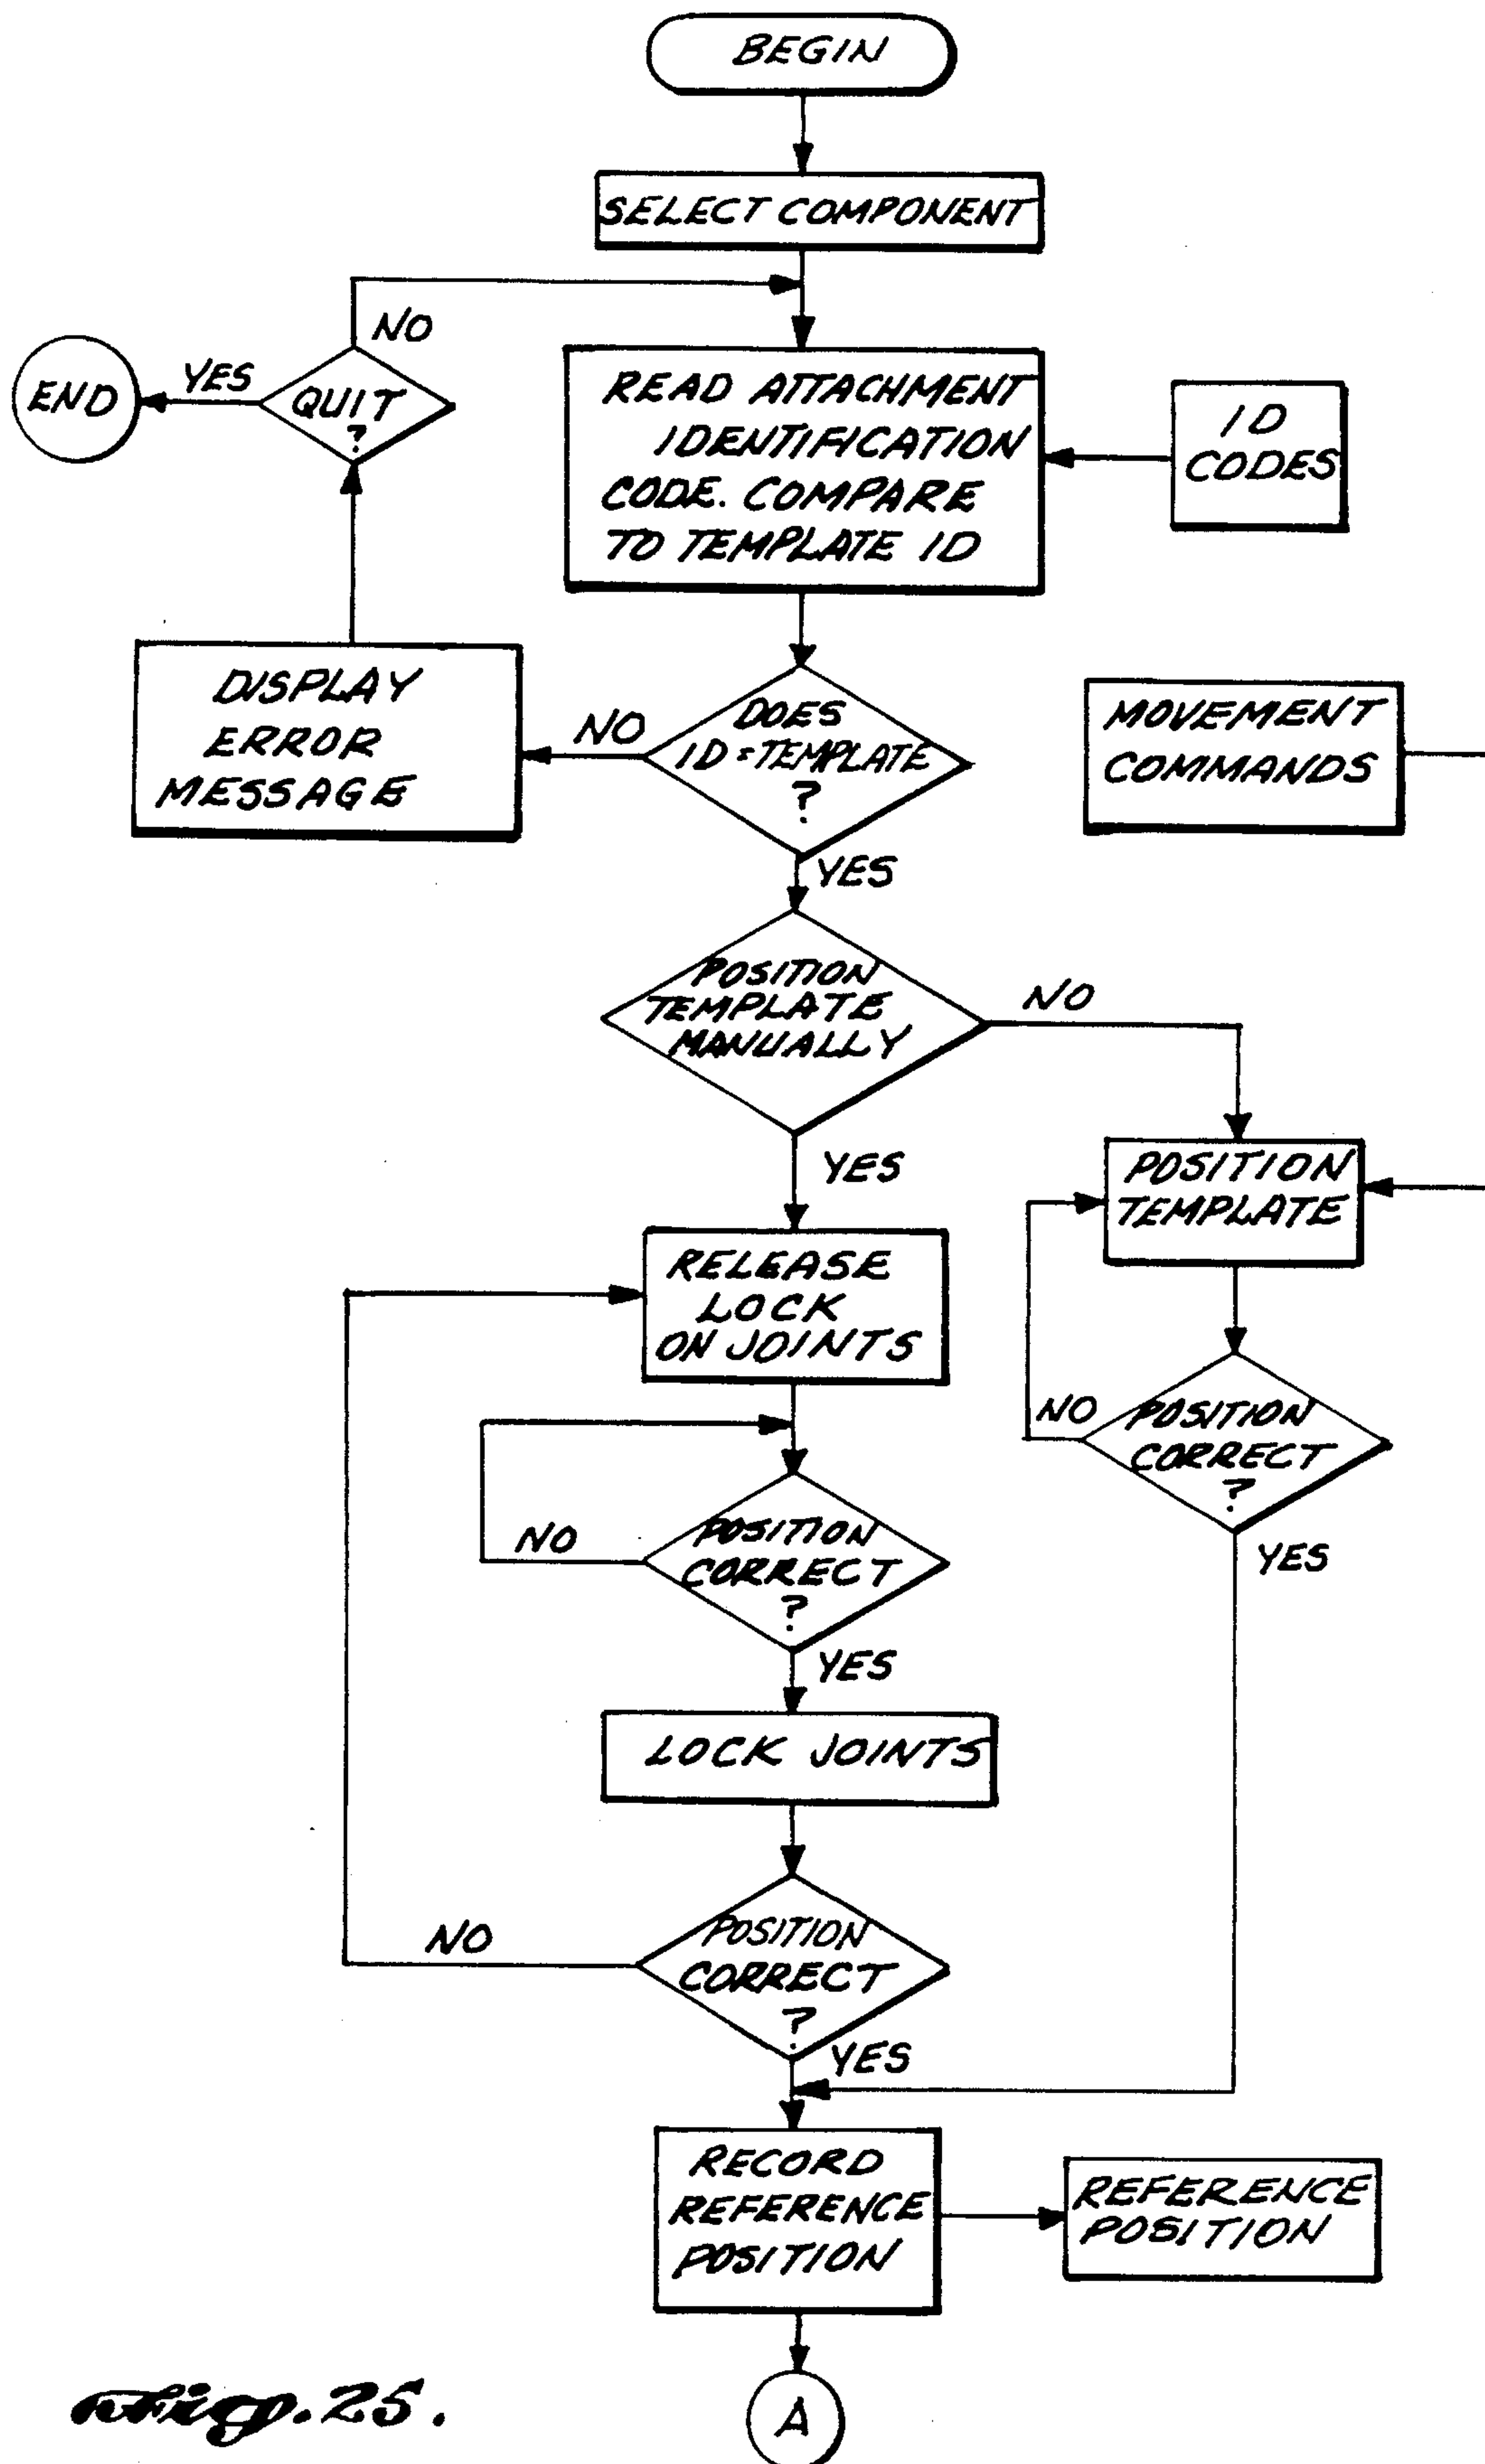 BEGIN
SELECT COMPONENT
NO
YES
END
QUIT
?
READ ATTACHMENT
IDENTIFICATION
CODE. COMPARE
TO TEMPLATE ID
ID
CODES
DISPLAY
ERROR
MESSAGE
NO
DOES
ID = TEMPLATE
?
MOVEMENT
COMMANDS
YES
POSITION
TEMPLATE
MANUALLY
NO
YES
POSITION
TEMPLATE
RELEASE
LOCK
ON JOINTS
NO
POSITION
CORRECT
?
YES
NO
POSITION
CORRECT
?
YES
LOCK JOINTS
NO
POSITION
CORRECT
?
YES
RECORD
REFERENCE
POSITION
REFERENCE
POSITION
A
Fig. 25.